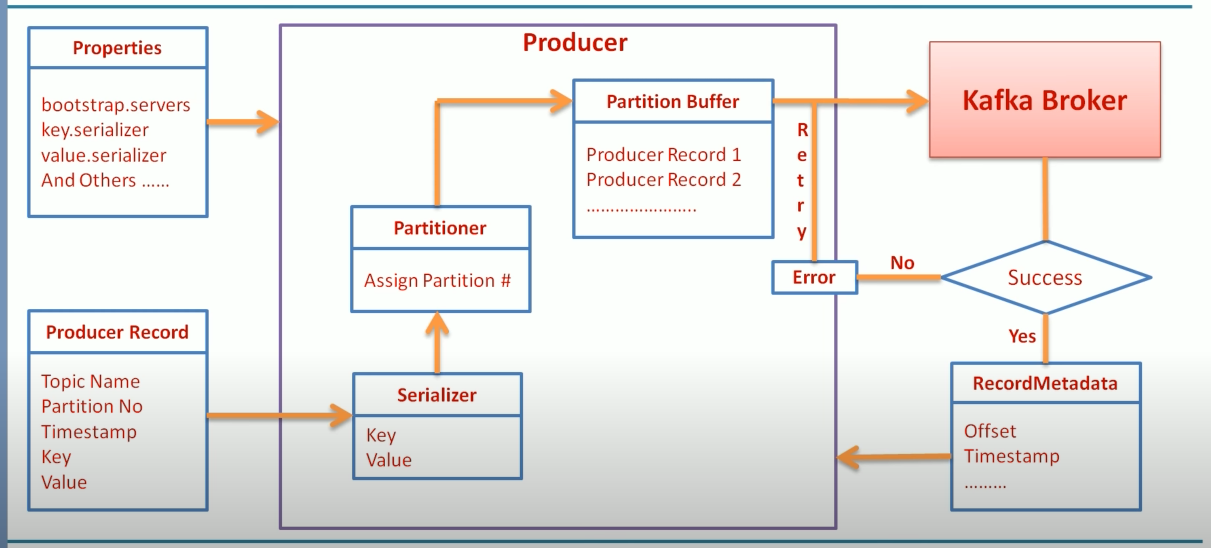 Properties
bootstrap.servers
key.serializer
value.serializer
And Others ......
Producer Record
Topic Name
Partition No
Timestamp
Key
Value
Producer
Serializer
Key
Value
Partitioner
Assign Partition #
Partition Buffer
Producer Record 1
Producer Record 2
........................
Retry
Error
Kafka Broker
Success
No
Yes
RecordMetadata
Offset
Timestamp
.........